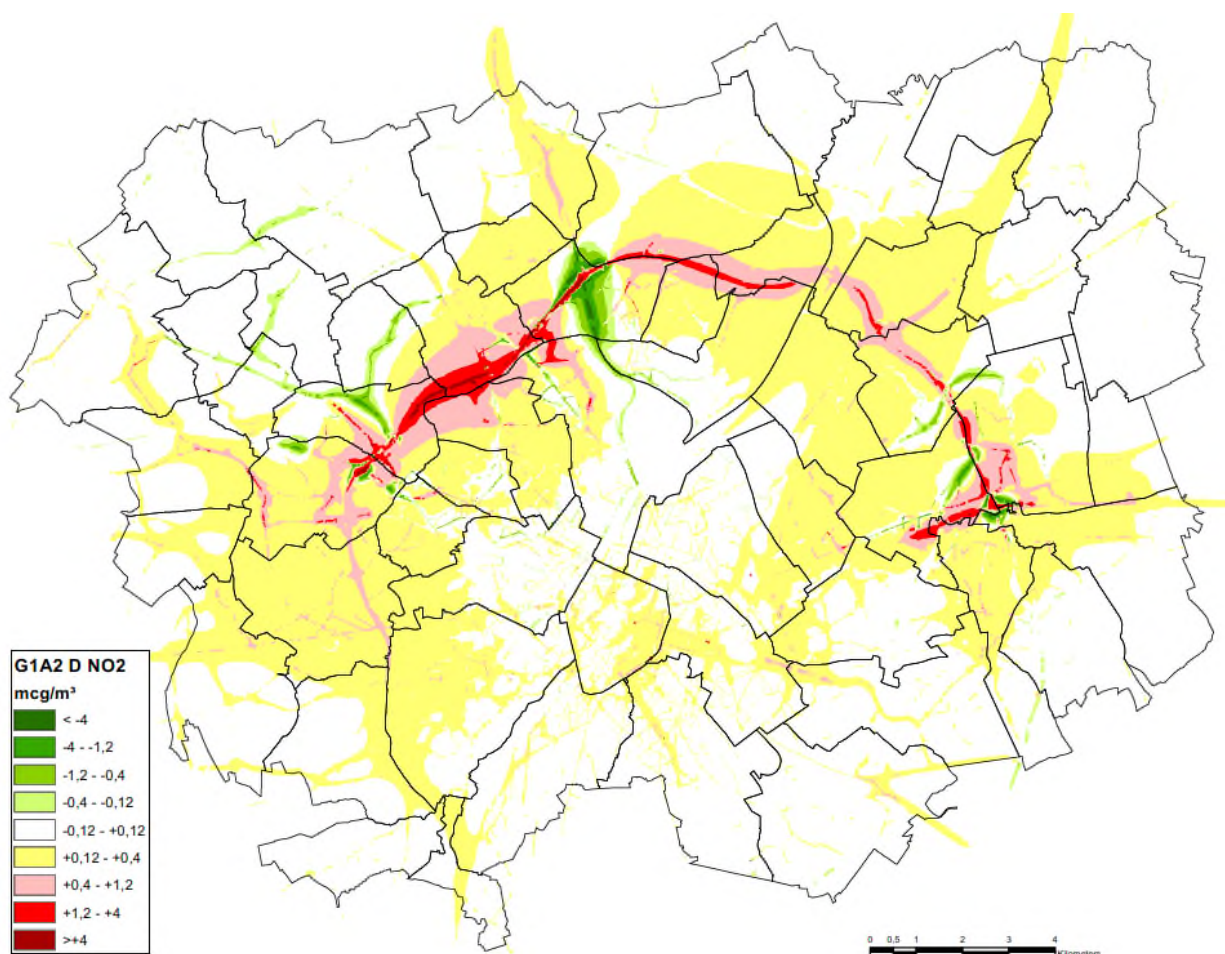 G1A2 D NO2
mcg/m³
< -4
-4 - -1,2
-1,2 - -0,4
-0,4 - -0,12
-0,12 - +0,12
+0,12 - +0,4
+0,4 - +1,2
+1,2 - +4
>+4
0 0,5 1 2 3 4